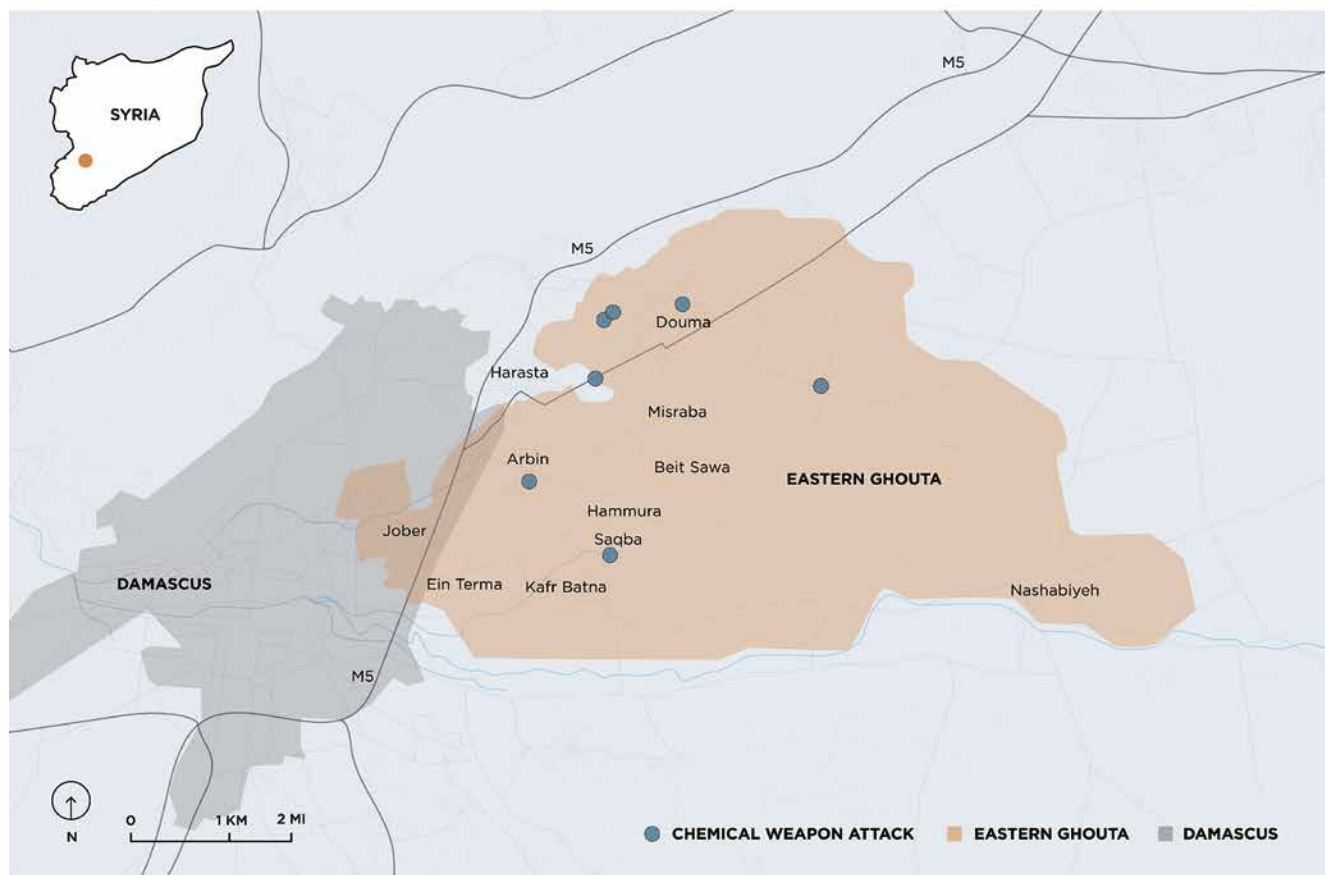 SYRIA
M5
M5
Douma
Harasta
Misraba
Arbin
Beit Sawa
EASTERN GHOUTA
Hammura
Jober
Saqba
DAMASCUS
Ein Terma
Kafr Batna
Nashabiyeh
M5
N
0
1 KM
2 MI
CHEMICAL WEAPON ATTACK
EASTERN GHOUTA
DAMASCUS